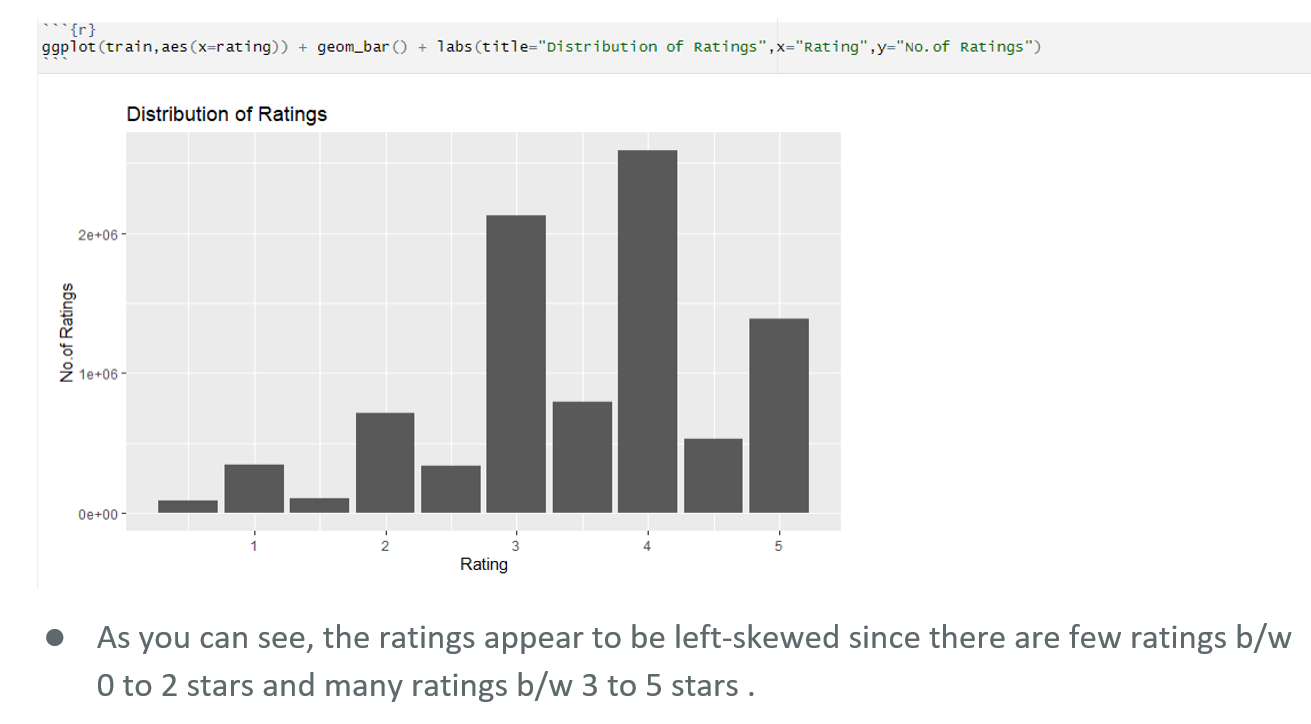 ```{r}
ggplot(train,aes(x=rating)) + geom_bar() + labs(title="Distribution of Ratings",x="Rating",y="No.of Ratings")
```
Distribution of Ratings
No.of Ratings
2e+06
1e+06
0e+00
1 2 3 4 5
Rating
● As you can see, the ratings appear to be left-skewed since there are few ratings b/w
0 to 2 stars and many ratings b/w 3 to 5 stars .